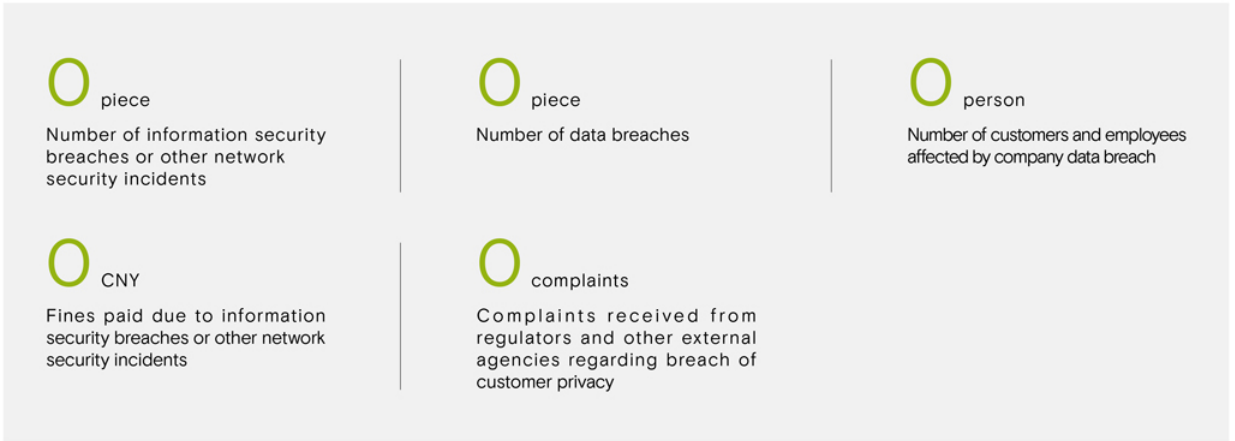 0 piece
Number of information security
breaches or other network
security incidents
0 piece
Number of data breaches
0 person
Number of customers and employees
affected by company data breach
0 CNY
Fines paid due to information
security breaches or other network
security incidents
0 complaints
Complaints received from
regulators and other external
agencies regarding breach of
customer privacy